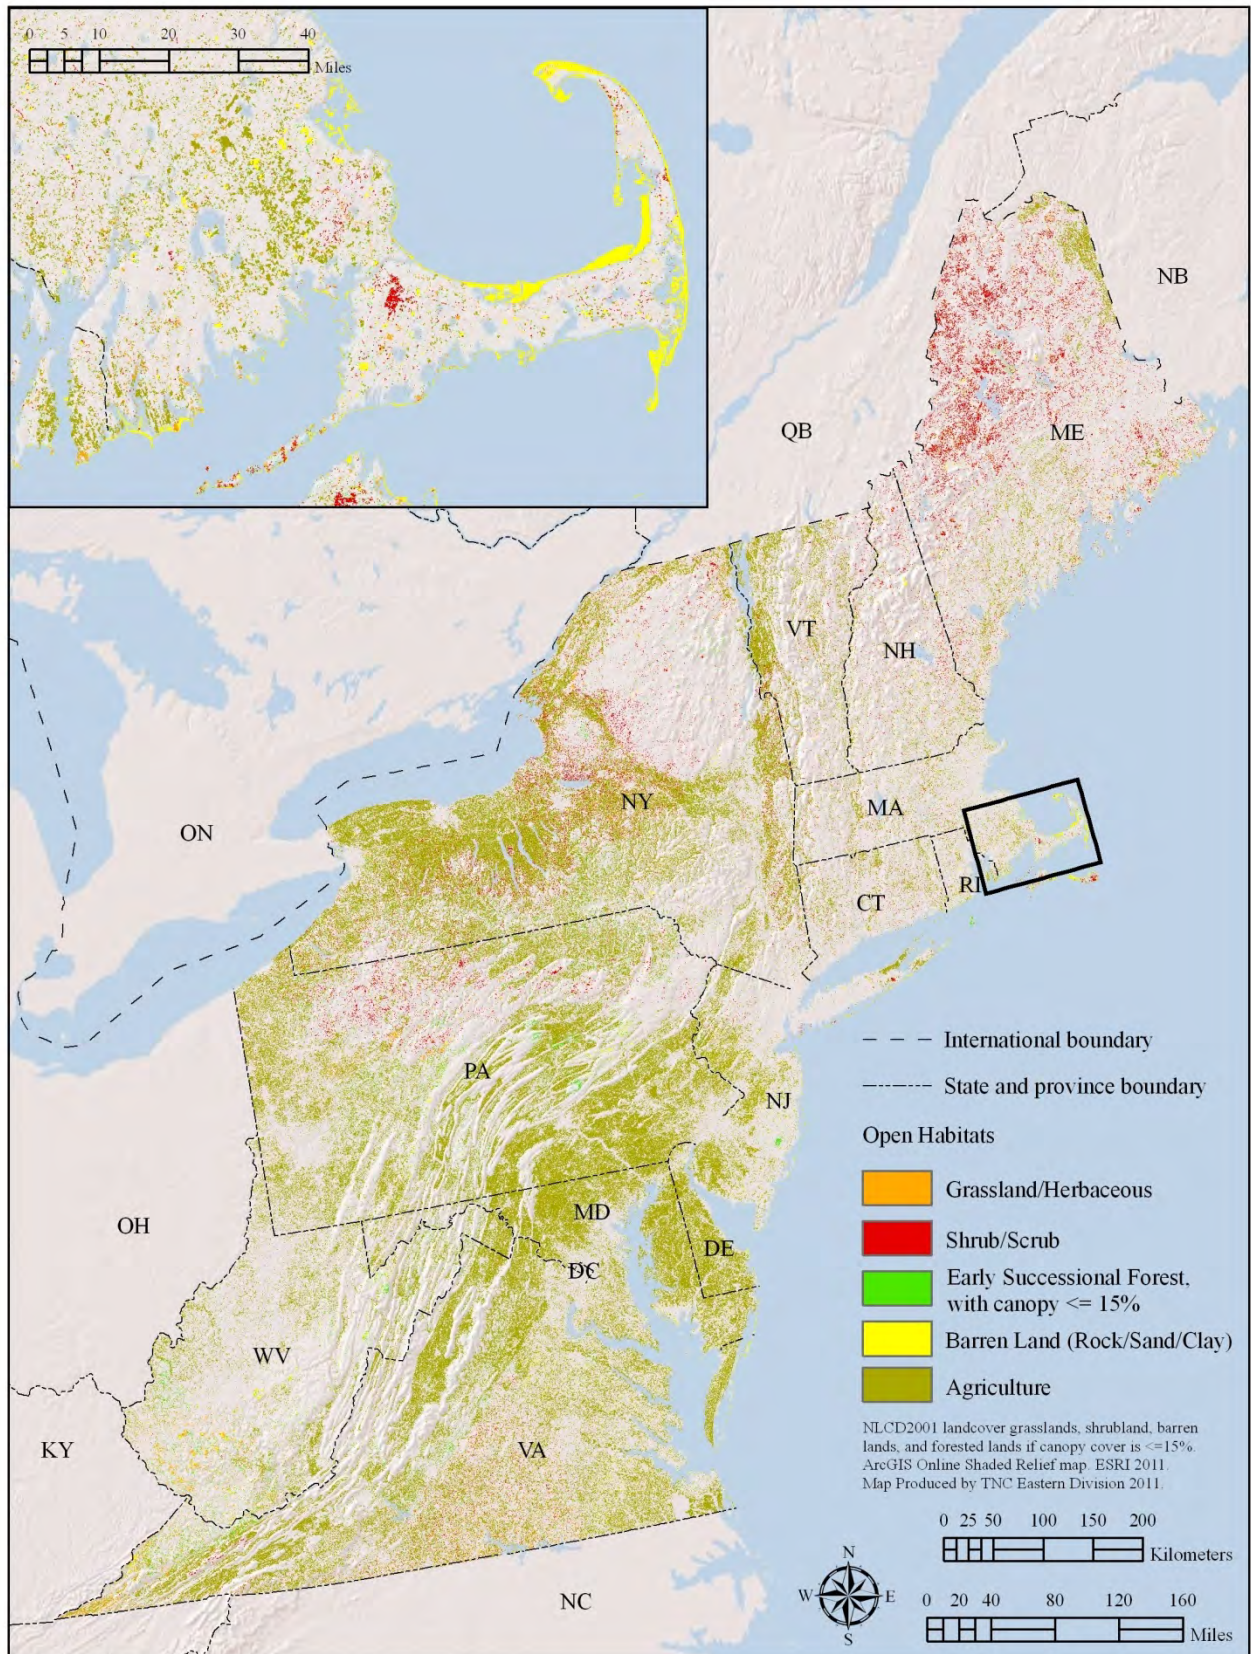 0 5 10 20 30 40
Miles
NB
QB
ME
VT
NH
NY
MA
ON
CT
RI
International boundary
State and province boundary
PA
NJ
Open Habitats
Grassland/Herbaceous
OH
MD
DE
Shrub/Scrub
DC
Early Successional Forest,
with canopy <= 15%
WV
Barren Land (Rock/Sand/Clay)
Agriculture
KY
VA
NLCD2001 landcover grasslands, shrubland, barren
lands, and forested lands if canopy cover is <=15%.
ArcGIS Online Shaded Relief map. ESRI 2011.
Map Produced by TNC Eastern Division 2011.
0 25 50 100 150 200
Kilometers
N
W E
S
NC
0 20 40 80 120 160
Miles